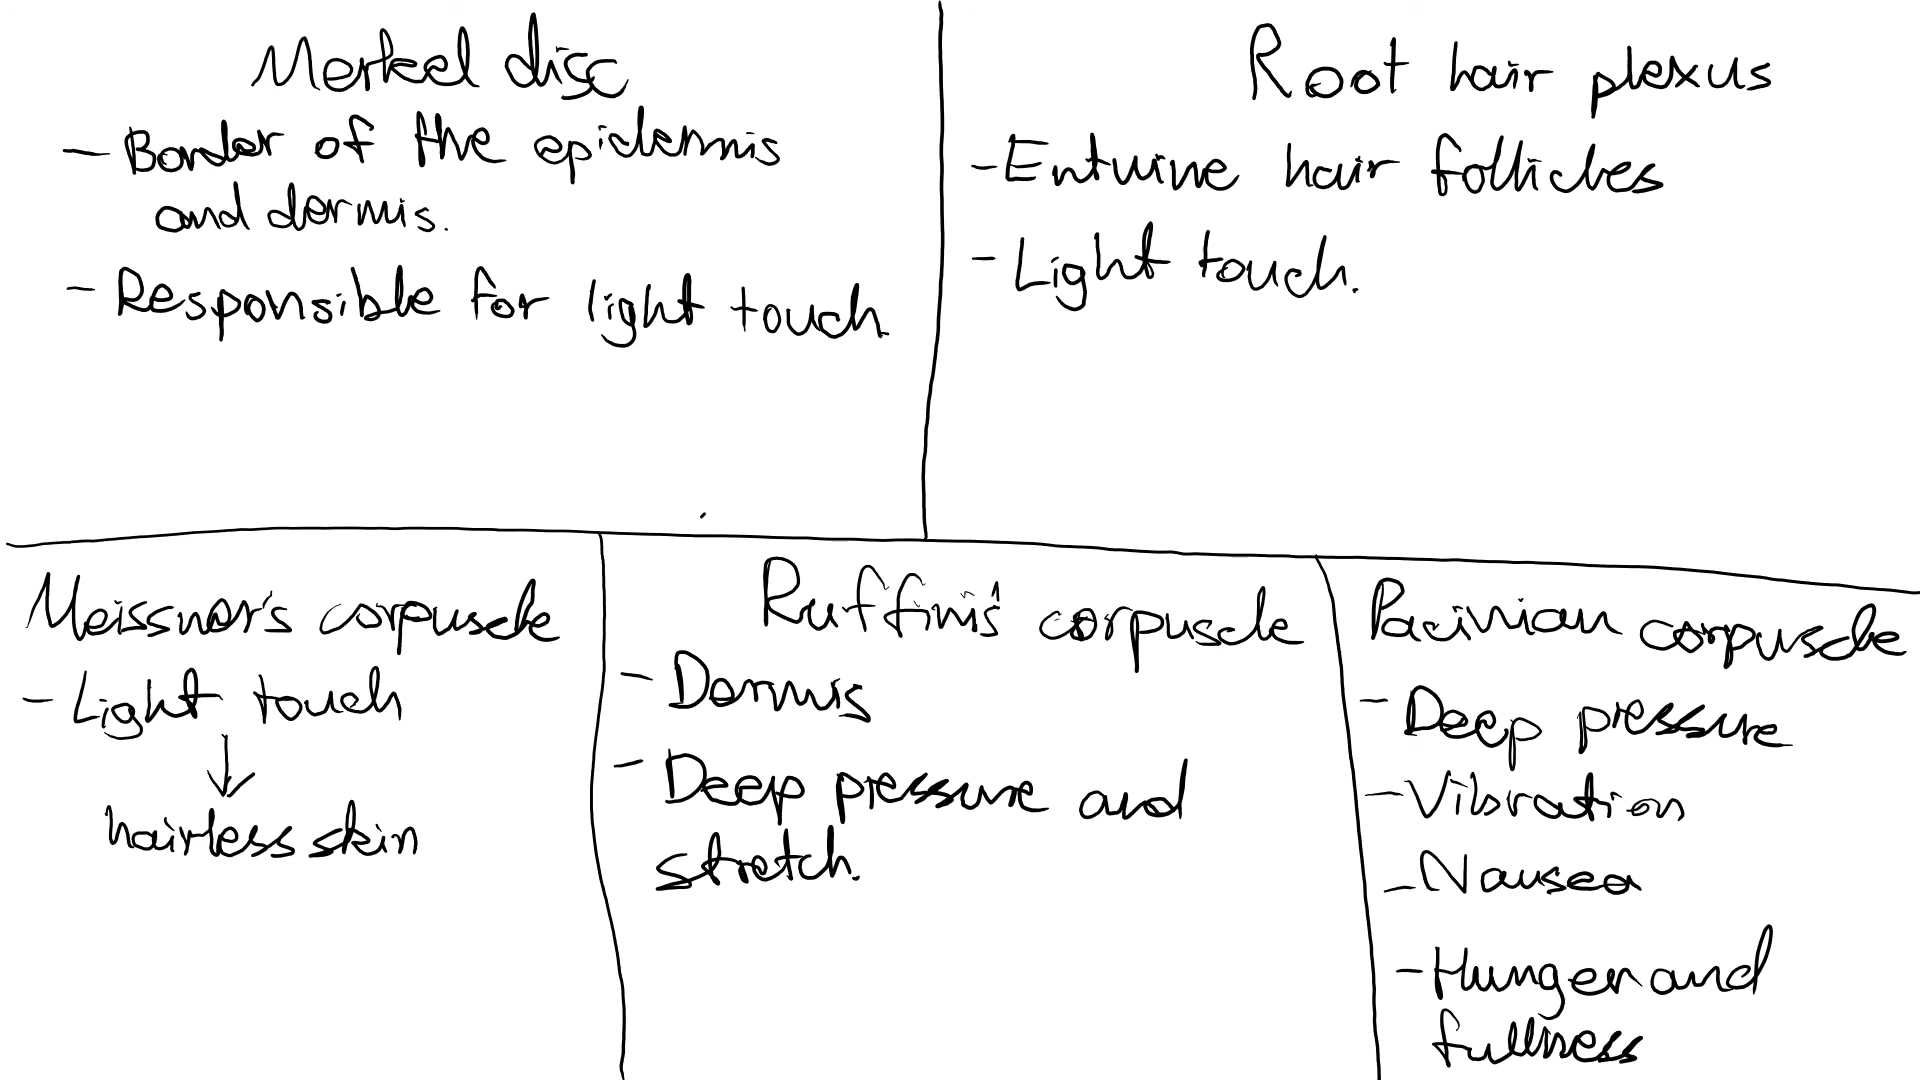 Merkel disc
- Border of the epidermis
and dermis.
- Responsible for light touch
Root hair plexus
- Entwine hair follicles
- Light touch.
Meissner's corpuscle
- Light touch
↓
hairless skin
Ruffini's corpuscle
- Dermis
- Deep pressure and
stretch.
Pacinian corpuscle
- Deep pressure
- Vibration
- Nausea
- Hunger and
fullness